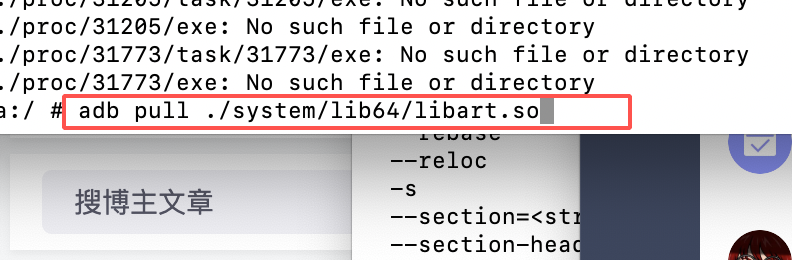 ./proc/31205/task/31205/exe: No such file or directory
./proc/31205/exe: No such file or directory
./proc/31773/task/31773/exe: No such file or directory
./proc/31773/exe: No such file or directory
a:/ # adb pull ./system/lib64/libart.so
--rebase
--reloc
-s
搜博主文章
--section=<str
--section-head